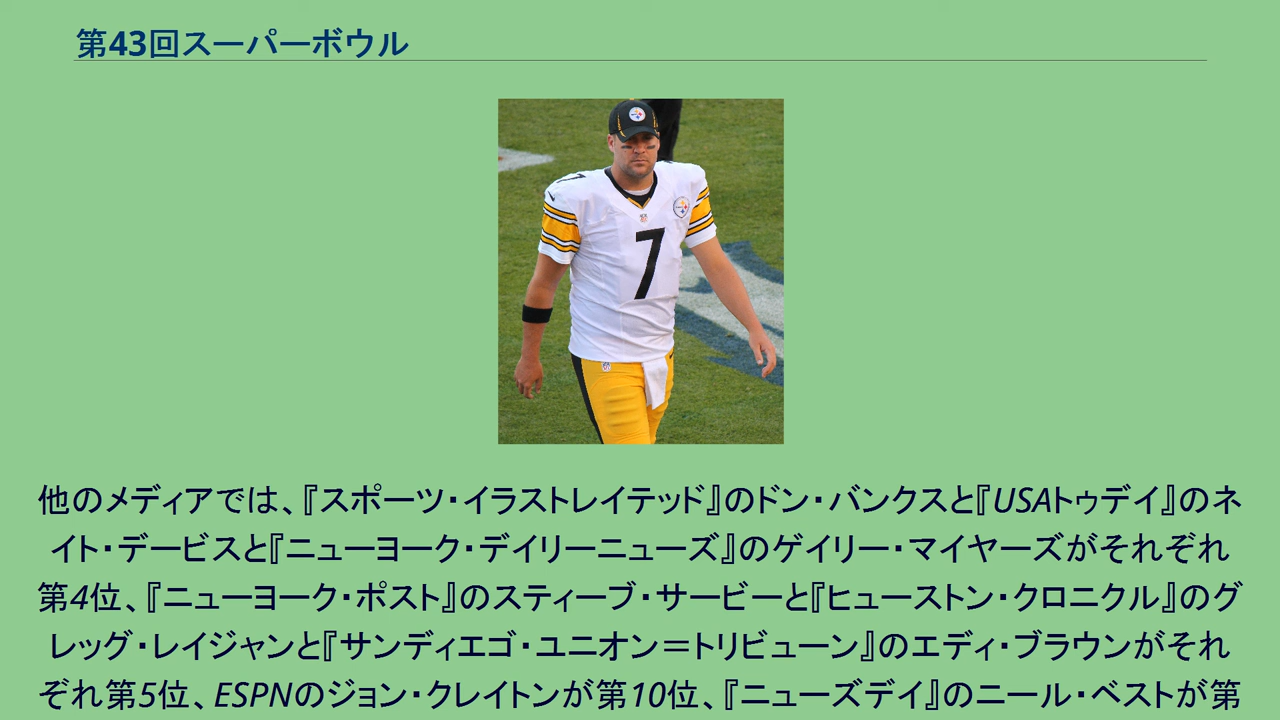 第43回スーパーボウル
7
7
他のメディアでは、『スポーツ・イラストレイテッド』のドン・バンクスと『USAトゥデイ』のネ
イト・デービスと『ニューヨーク・デイリーニューズ』のゲイリー・マイヤーズがそれぞれ
第4位、『ニューヨーク・ポスト』のスティーブ・サービーと『ヒューストン・クロニクル』のグ
レッグ・レイジャンと『サンディエゴ・ユニオン＝トリビューン』のエディ・ブラウンがそれ
ぞれ第5位、ESPNのジョン・クレイトンが第10位、『ニューズデイ』のニール・ベストが第